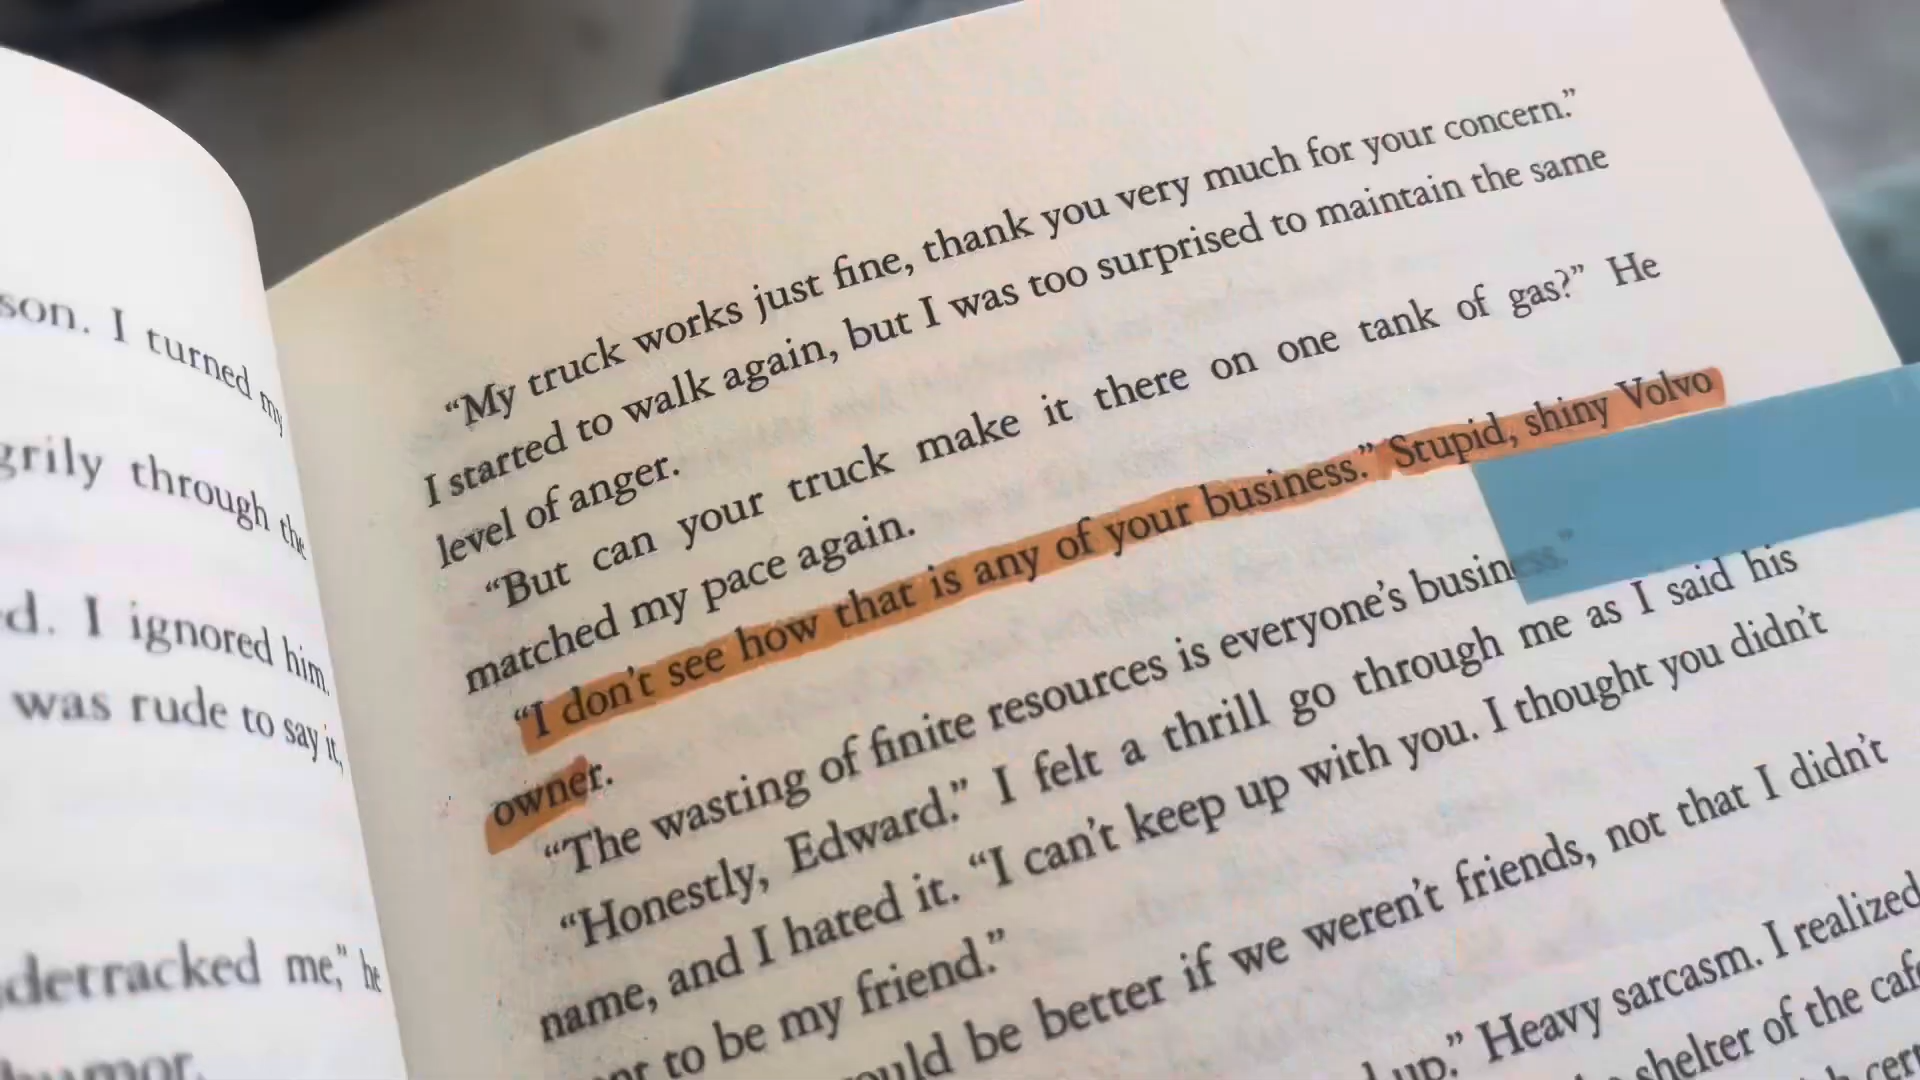 son. I turned my
grily through the
d. I ignored him.
was rude to say it,
detracked me,” he
humor.
“My truck works just fine, thank you very much for your concern.”
I started to walk again, but I was too surprised to maintain the same
level of anger.
“But can your truck make it there on one tank of gas?” He
matched my pace again.
“I don’t see how that is any of your business.” Stupid, shiny Volvo
owner.
“The wasting of finite resources is everyone’s business.”
“Honestly, Edward.” I felt a thrill go through me as I said his
name, and I hated it. “I can’t keep up with you. I thought you didn’t
to be my friend.”
be better if we weren’t friends, not that I didn’t
up.” Heavy sarcasm. I realized
shelter of the